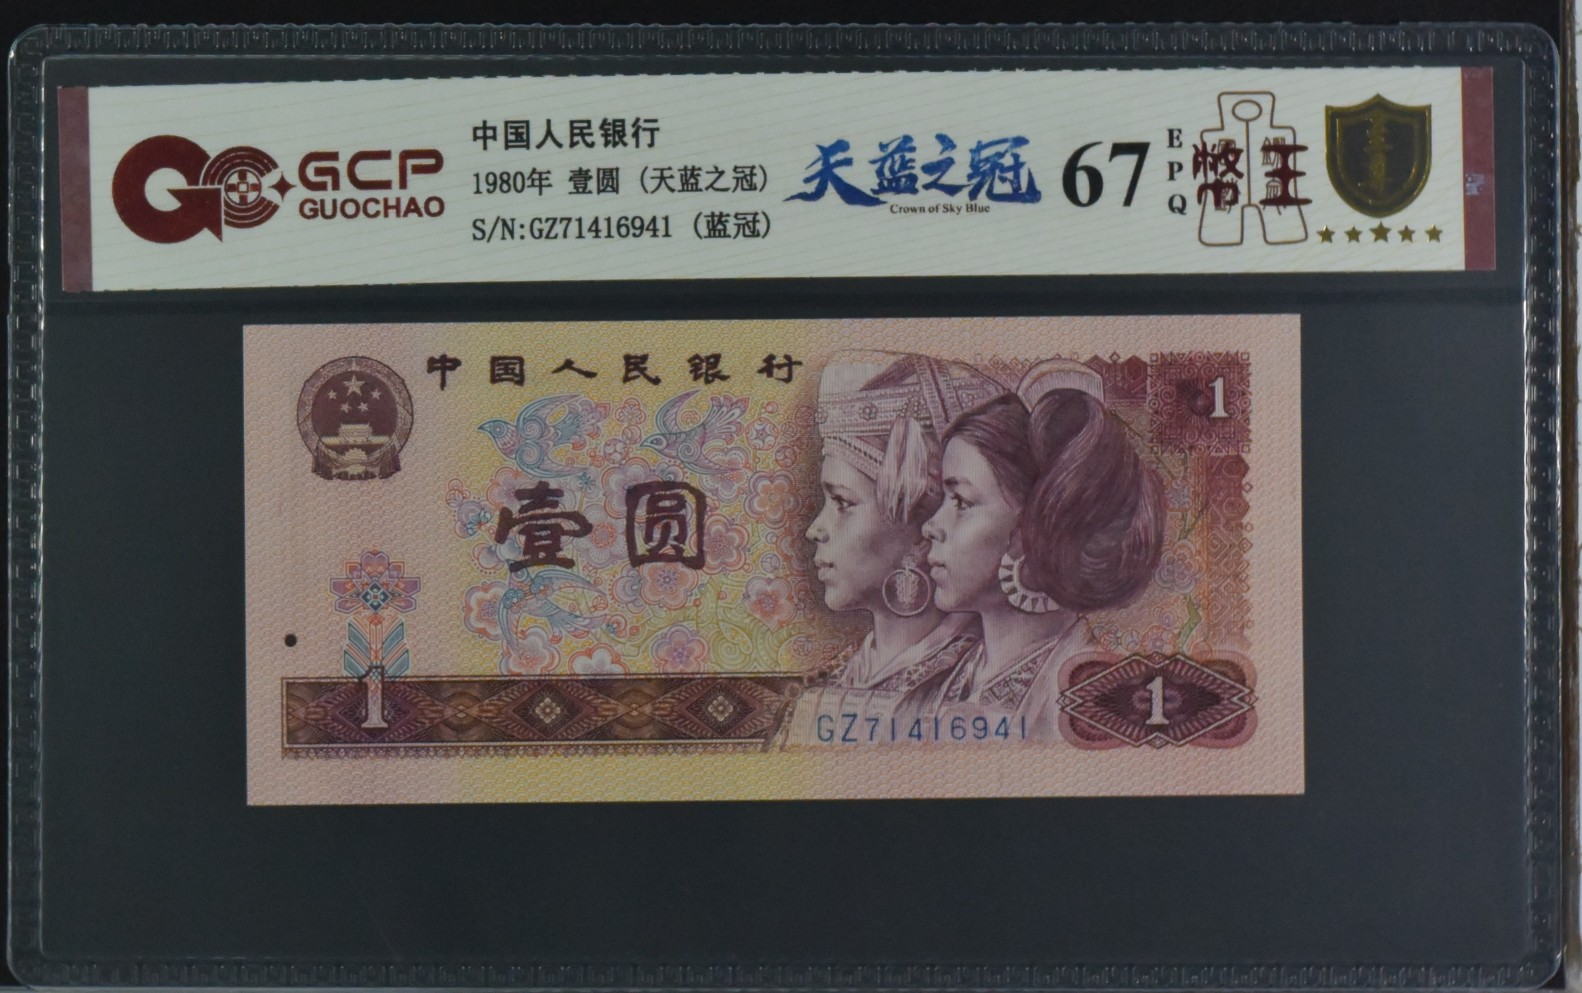 GCP
GUOCHAO
中国人民银行
1980年 壹圆 (天蓝之冠)
S/N:GZ71416941 (蓝冠)
天蓝之冠
Crown of Sky Blue
67
EPQ
幣王
中国人民银行
1
壹圆
1
GZ71416941
1